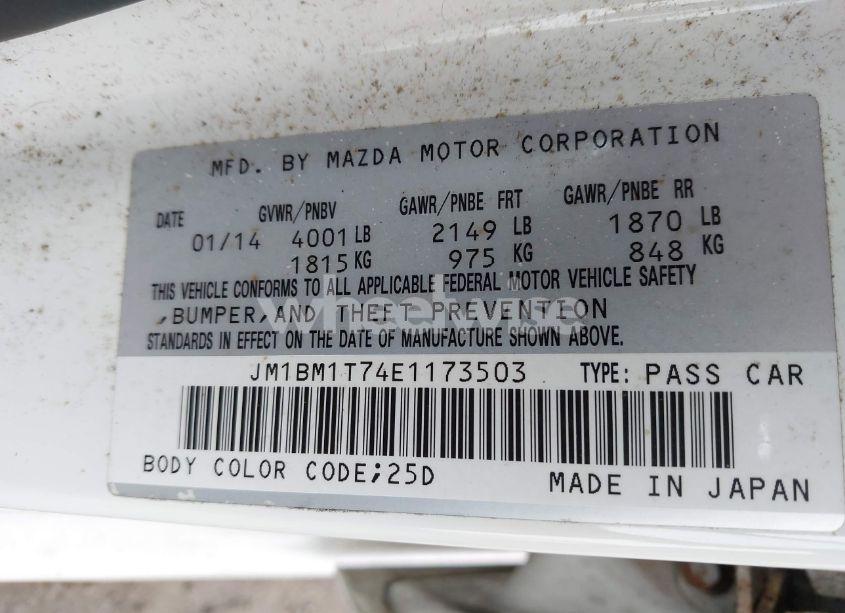 MFD. BY MAZDA MOTOR CORPORATION
DATE GVWR/PNBV GAWR/PNBE FRT GAWR/PNBE RR
01/14 4001 LB 2149 LB 1870 LB
1815 KG 975 KG 848 KG
THIS VEHICLE CONFORMS TO ALL APPLICABLE FEDERAL MOTOR VEHICLE SAFETY
,BUMPER,AND THEFT PREVENTION
wheelwise
STANDARDS IN EFFECT ON THE DATE OF MANUFACTURE SHOWN ABOVE.
JM1BM1T74E1173503 TYPE: PASS CAR
BODY COLOR CODE;25D MADE IN JAPAN